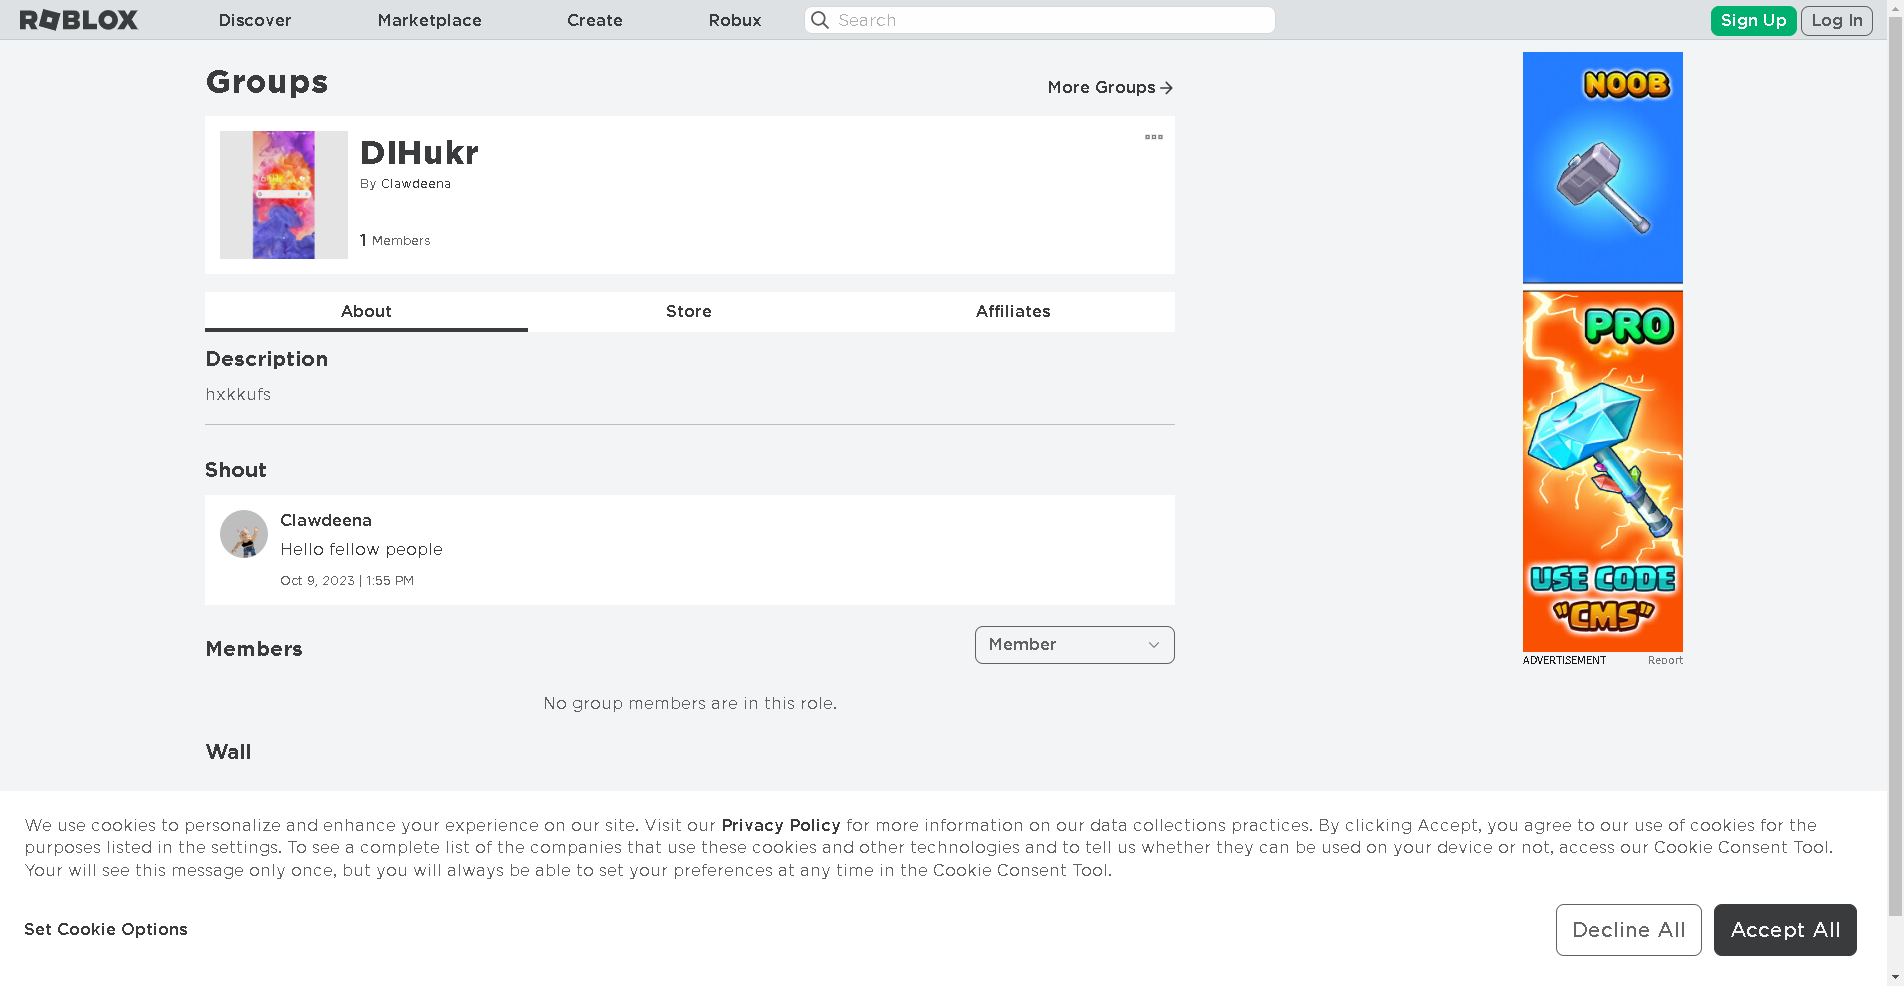 ROBLOX Discover Marketplace Create Robux Search Sign Up Log In
Groups
More Groups
DIHukr
By Clawdeena
1 Members
About Store Affiliates
Description
hxkkufs
Shout
Clawdeena
Hello fellow people
Oct 9, 2023 | 1:55 PM
Members
Member
No group members are in this role.
Wall
NOOB
PRO
USE CODE
"CMS"
ADVERTISEMENT Report
We use cookies to personalize and enhance your experience on our site. Visit our Privacy Policy for more information on our data collections practices. By clicking Accept, you agree to our use of cookies for the
purposes listed in the settings. To see a complete list of the companies that use these cookies and other technologies and to tell us whether they can be used on your device or not, access our Cookie Consent Tool.
Your will see this message only once, but you will always be able to set your preferences at any time in the Cookie Consent Tool.
Set Cookie Options
Decline All
Accept All